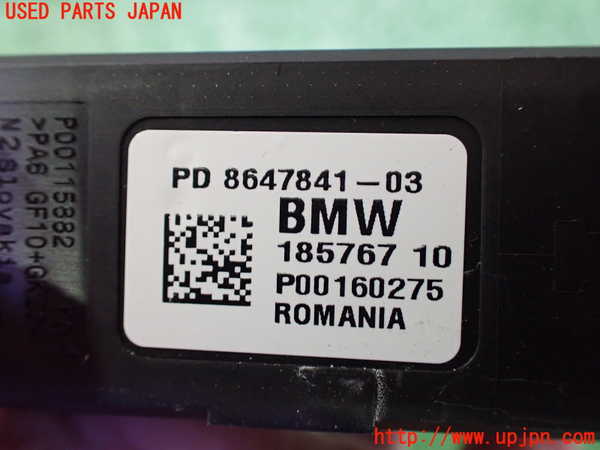 USED PARTS JAPAN
P00115882
>PA6 GF10+GK
PD 8647841-03
BMW
185767 10
P00160275
ROMANIA
http://www.upjpn.com